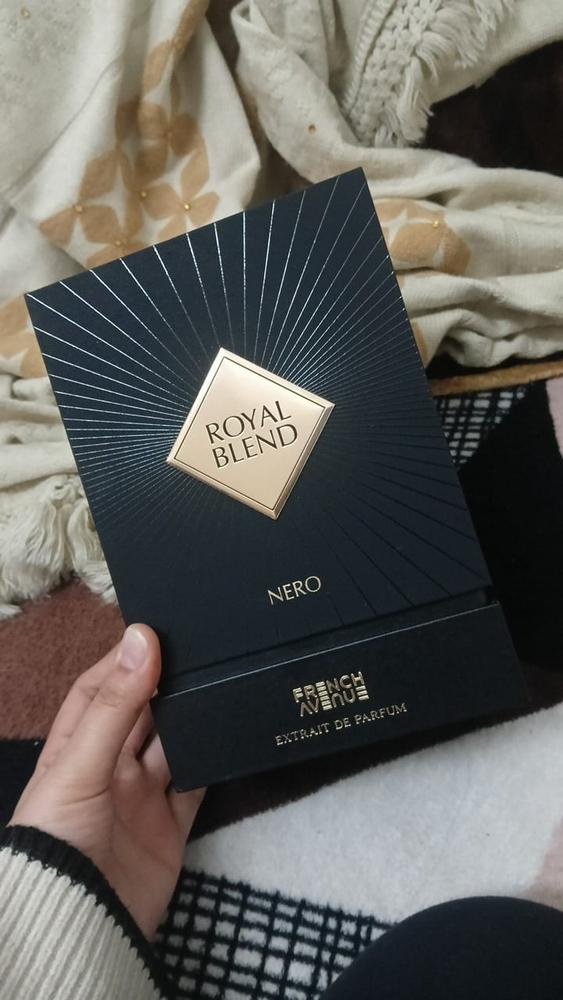 ROYAL
BLEND
NERO
FRENCH
AVENUE
EXTRAIT DE PARFUM